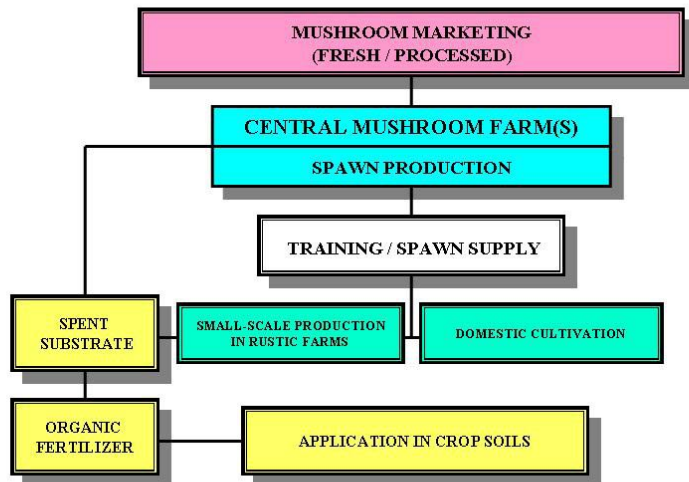 MUSHROOM MARKETING
(FRESH / PROCESSED)
CENTRAL MUSHROOM FARM(S)
SPAWN PRODUCTION
TRAINING / SPAWN SUPPLY
SPENT
SUBSTRATE
SMALL-SCALE PRODUCTION
IN RUSTIC FARMS
DOMESTIC CULTIVATION
ORGANIC
FERTILIZER
APPLICATION IN CROP SOILS